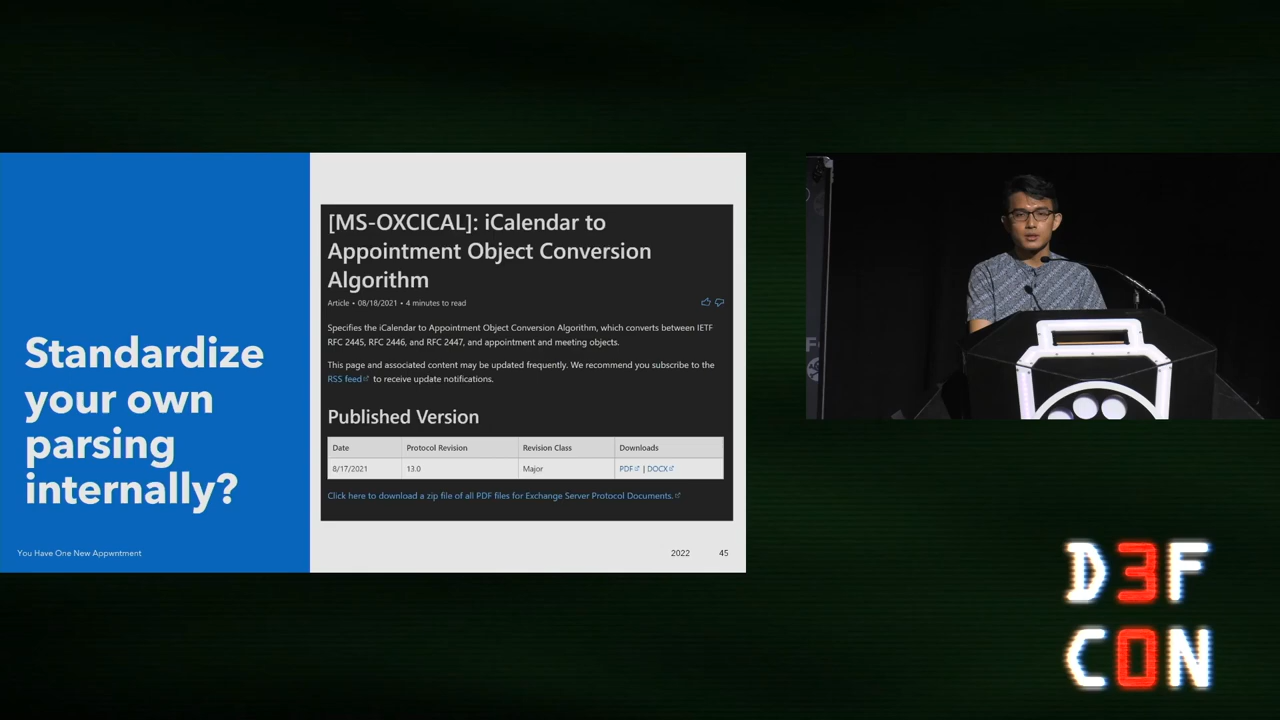 Standardize
your own
parsing
internally?
[MS-OXCICAL]: iCalendar to
Appointment Object Conversion
Algorithm
Article • 08/18/2021 • 4 minutes to read
Specifies the iCalendar to Appointment Object Conversion Algorithm, which converts between IETF
RFC 2445, RFC 2446, and RFC 2447, and appointment and meeting objects.
This page and associated content may be updated frequently. We recommend you subscribe to the
RSS feed to receive update notifications.
Published Version
Date Protocol Revision Revision Class Downloads
8/17/2021 13.0 Major PDF | DOCX
Click here to download a zip file of all PDF files for Exchange Server Protocol Documents.
You Have One New Appwntment
2022 45
D3F
C0N